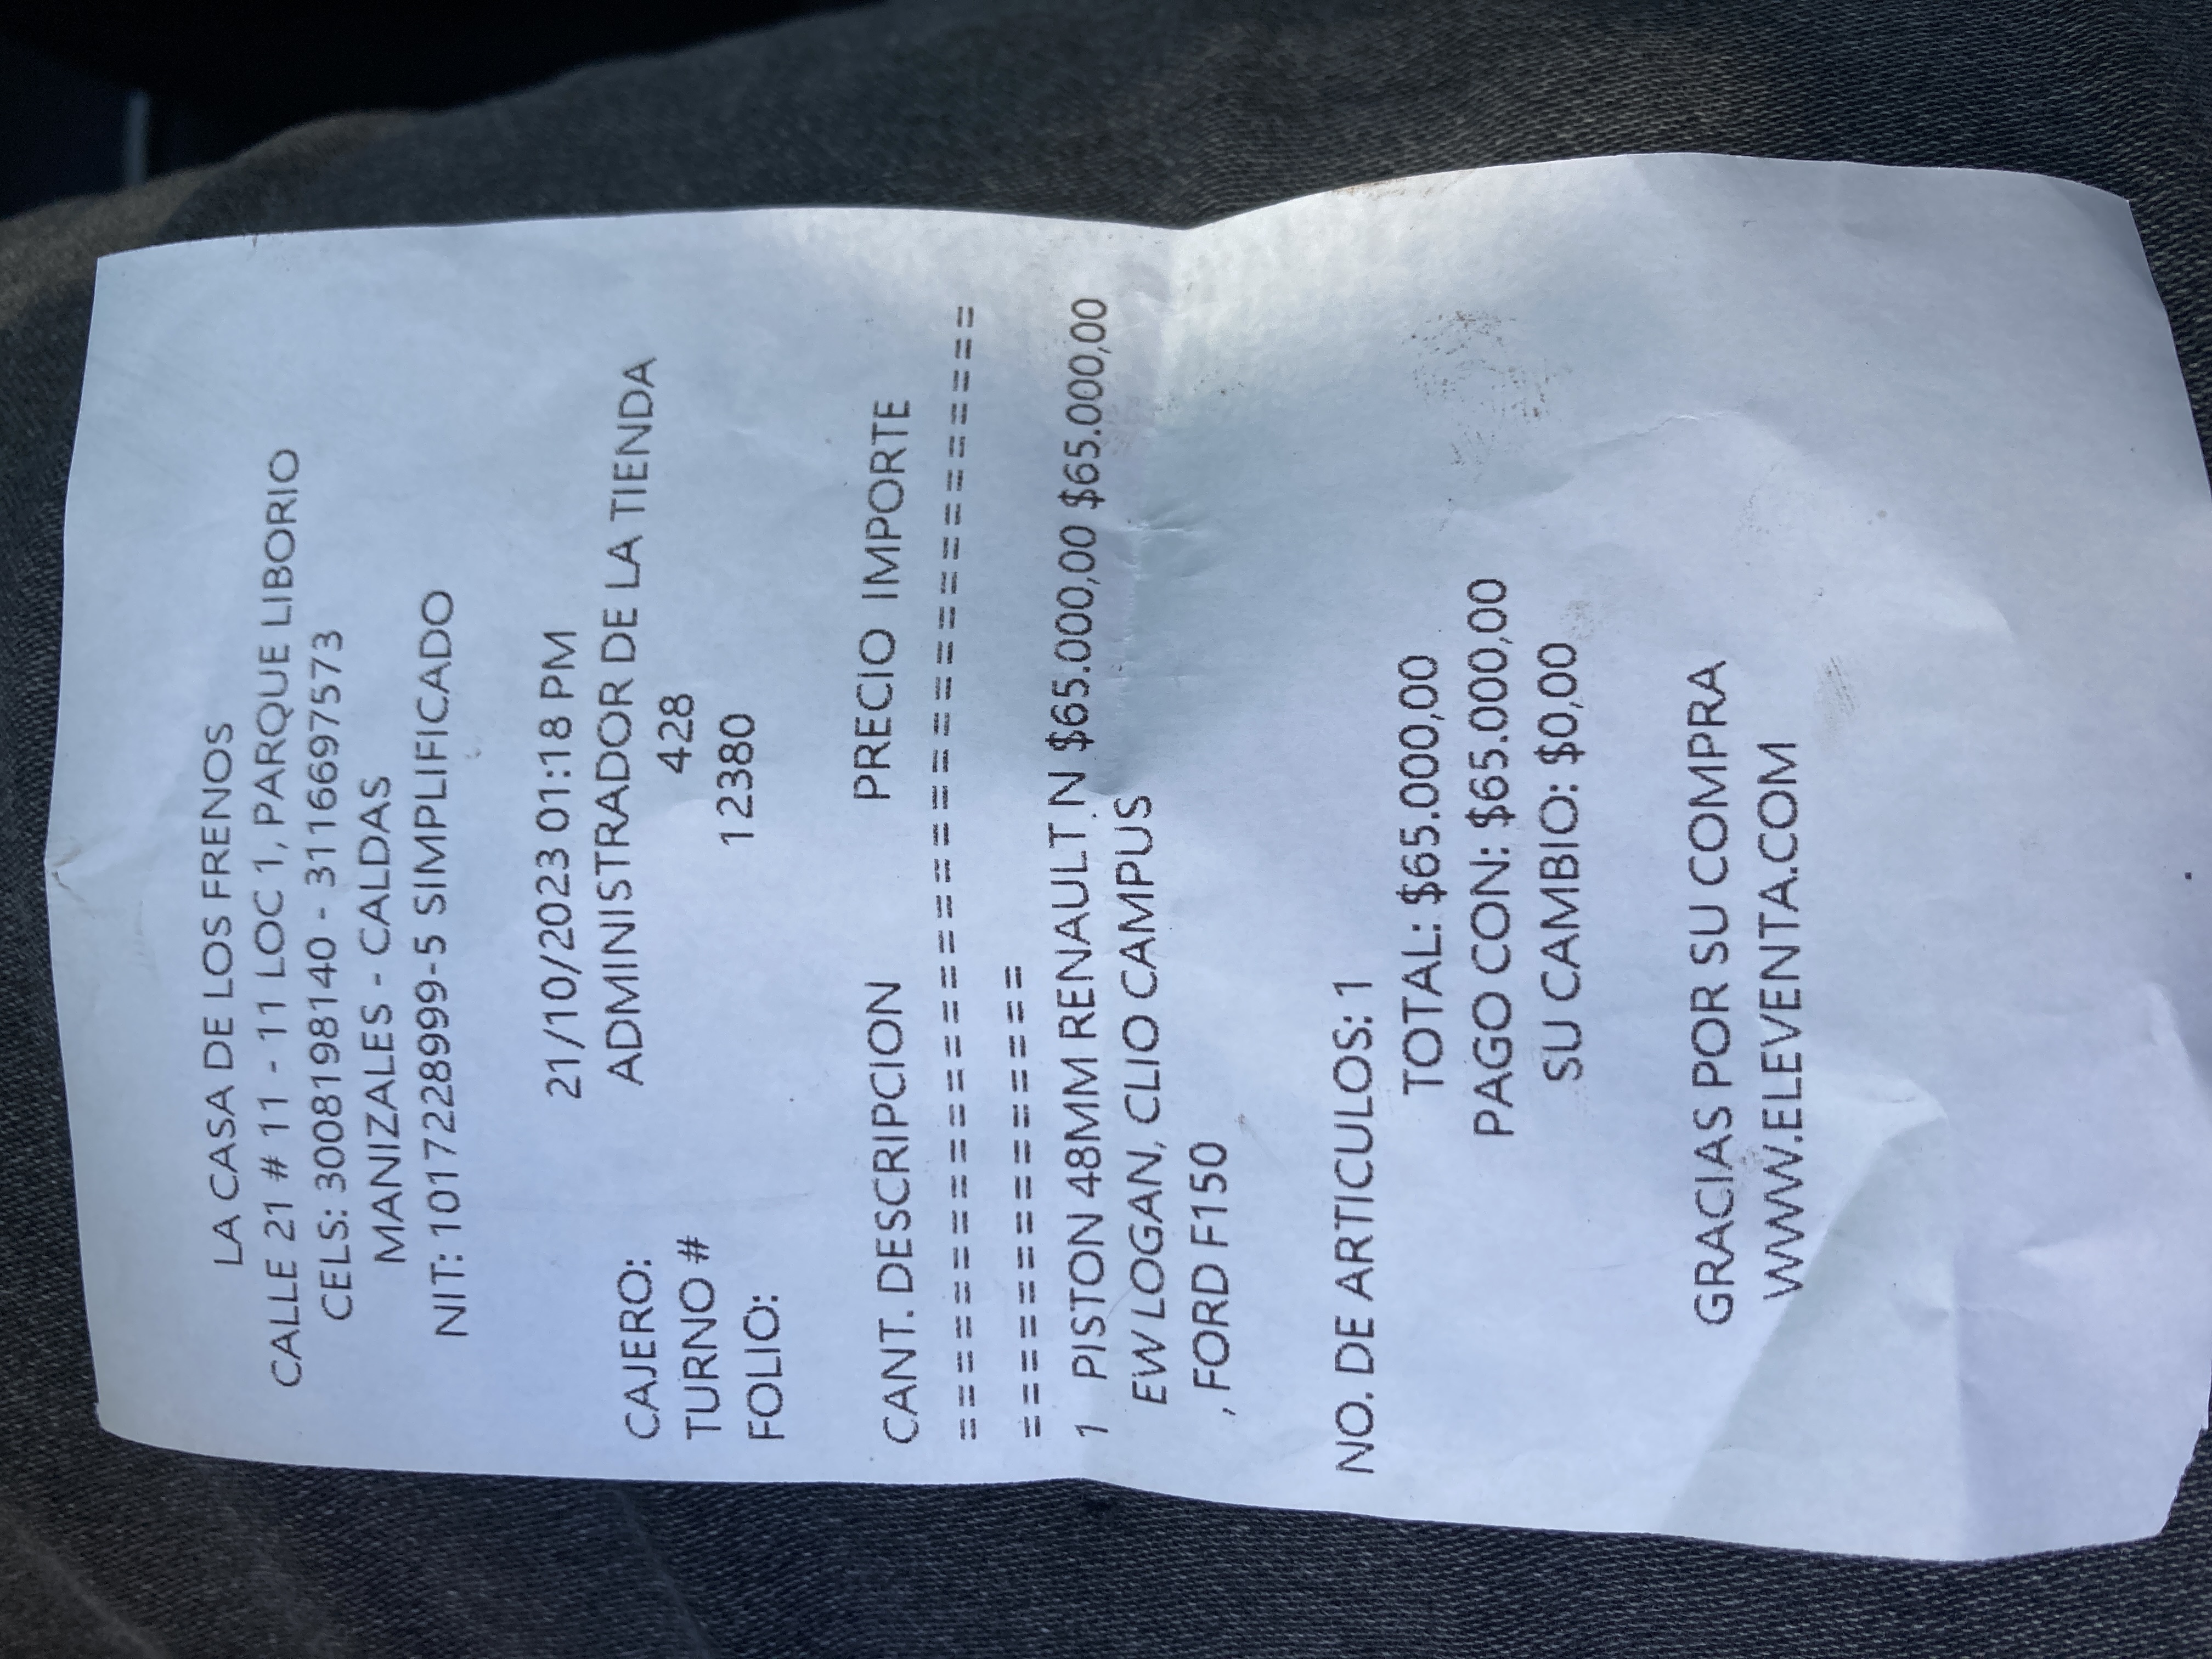 LA CASA DE LOS FRENOS
CALLE 21 # 11 - 11 LOC 1, PARQUE LIBORIO
CELS: 3008198140 - 3116697573
MANIZALES - CALDAS
NIT: 1017228999-5 SIMPLIFICADO
21/10/2023 01:18 PM
CAJERO: ADMINISTRADOR DE LA TIENDA
TURNO # 428
FOLIO: 12380
CANT. DESCRIPCION PRECIO IMPORTE
======================================
================
1 PISTON 48MM RENAULT N $65.000,00 $65.000,00
EW LOGAN, CLIO CAMPUS
, FORD F150
NO. DE ARTICULOS: 1
TOTAL: $65.000,00
PAGO CON: $65.000,00
SU CAMBIO: $0,00
GRACIAS POR SU COMPRA
WWW.ELEVENTA.COM